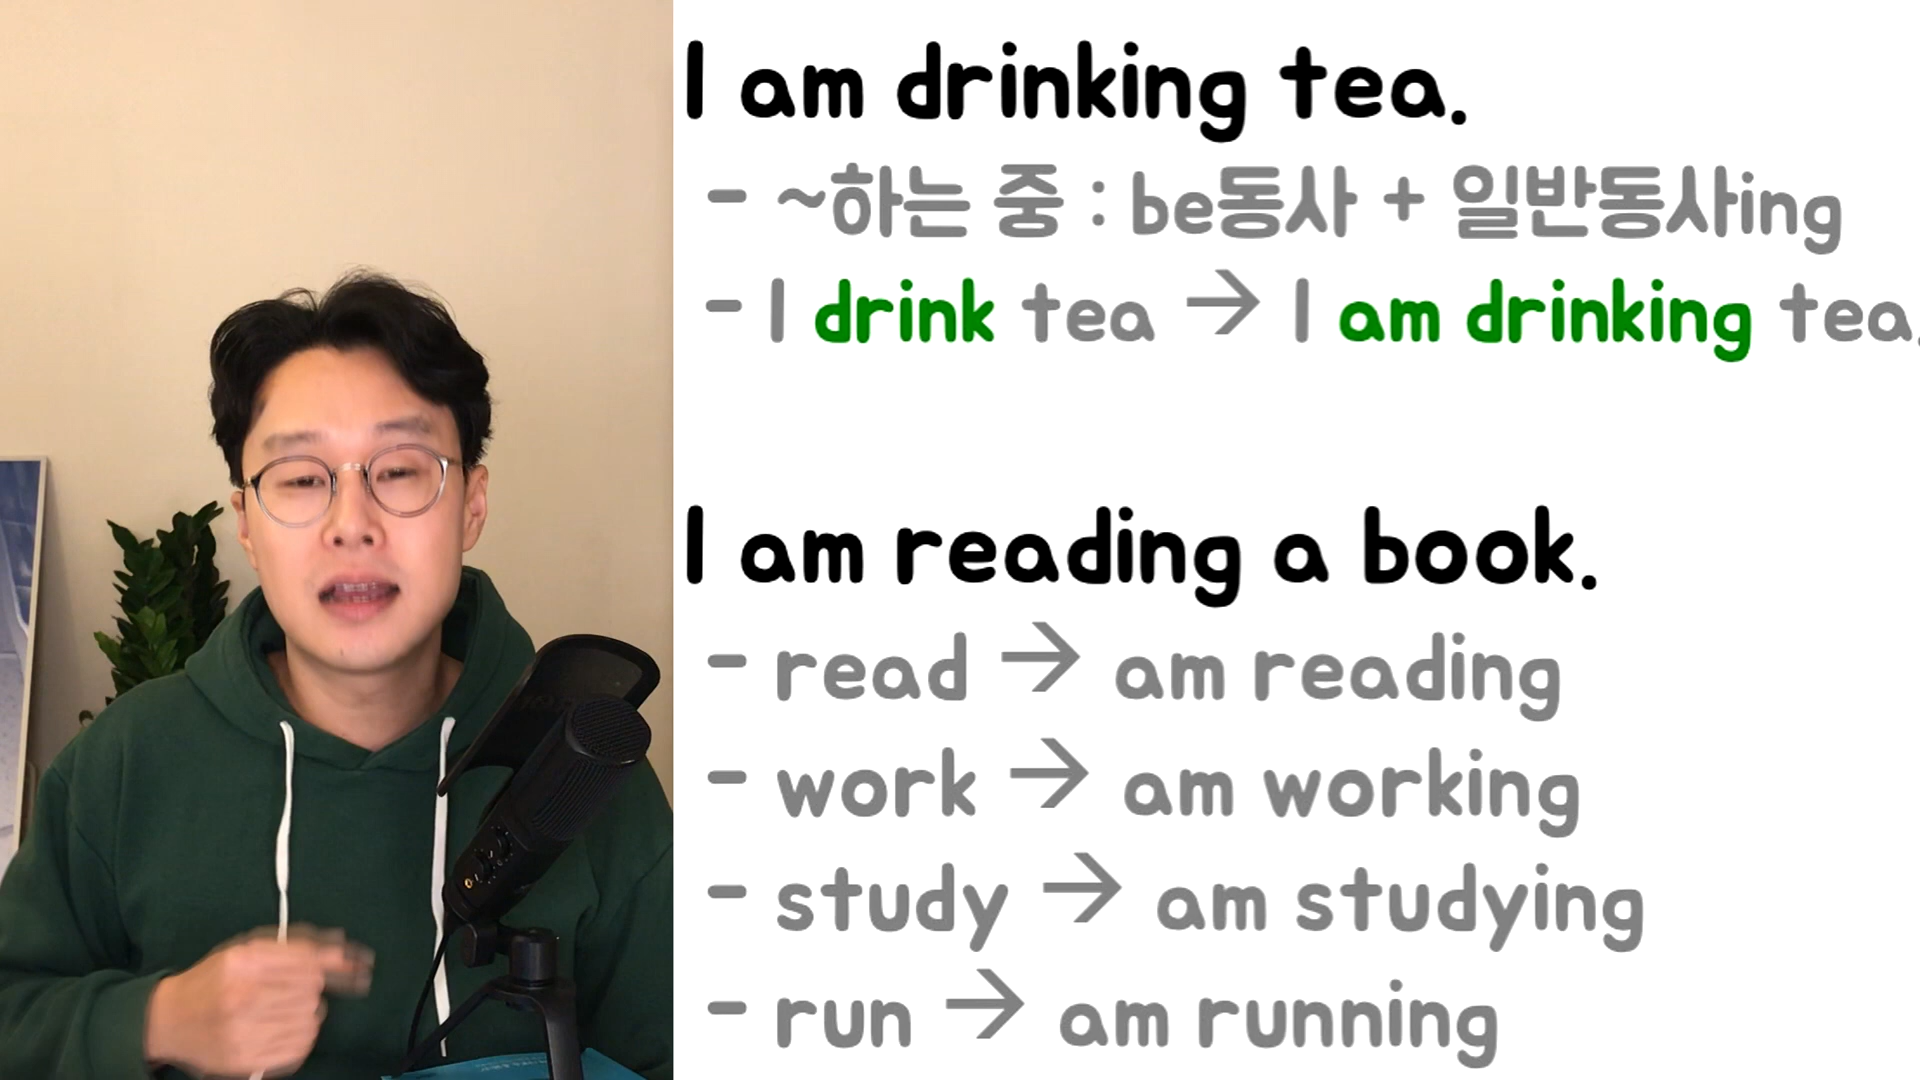 I am drinking tea.
- ~하는 중 : be동사 + 일반동사ing
- I drink tea → I am drinking tea.
I am reading a book.
- read → am reading
- work → am working
- study → am studying
- run → am running